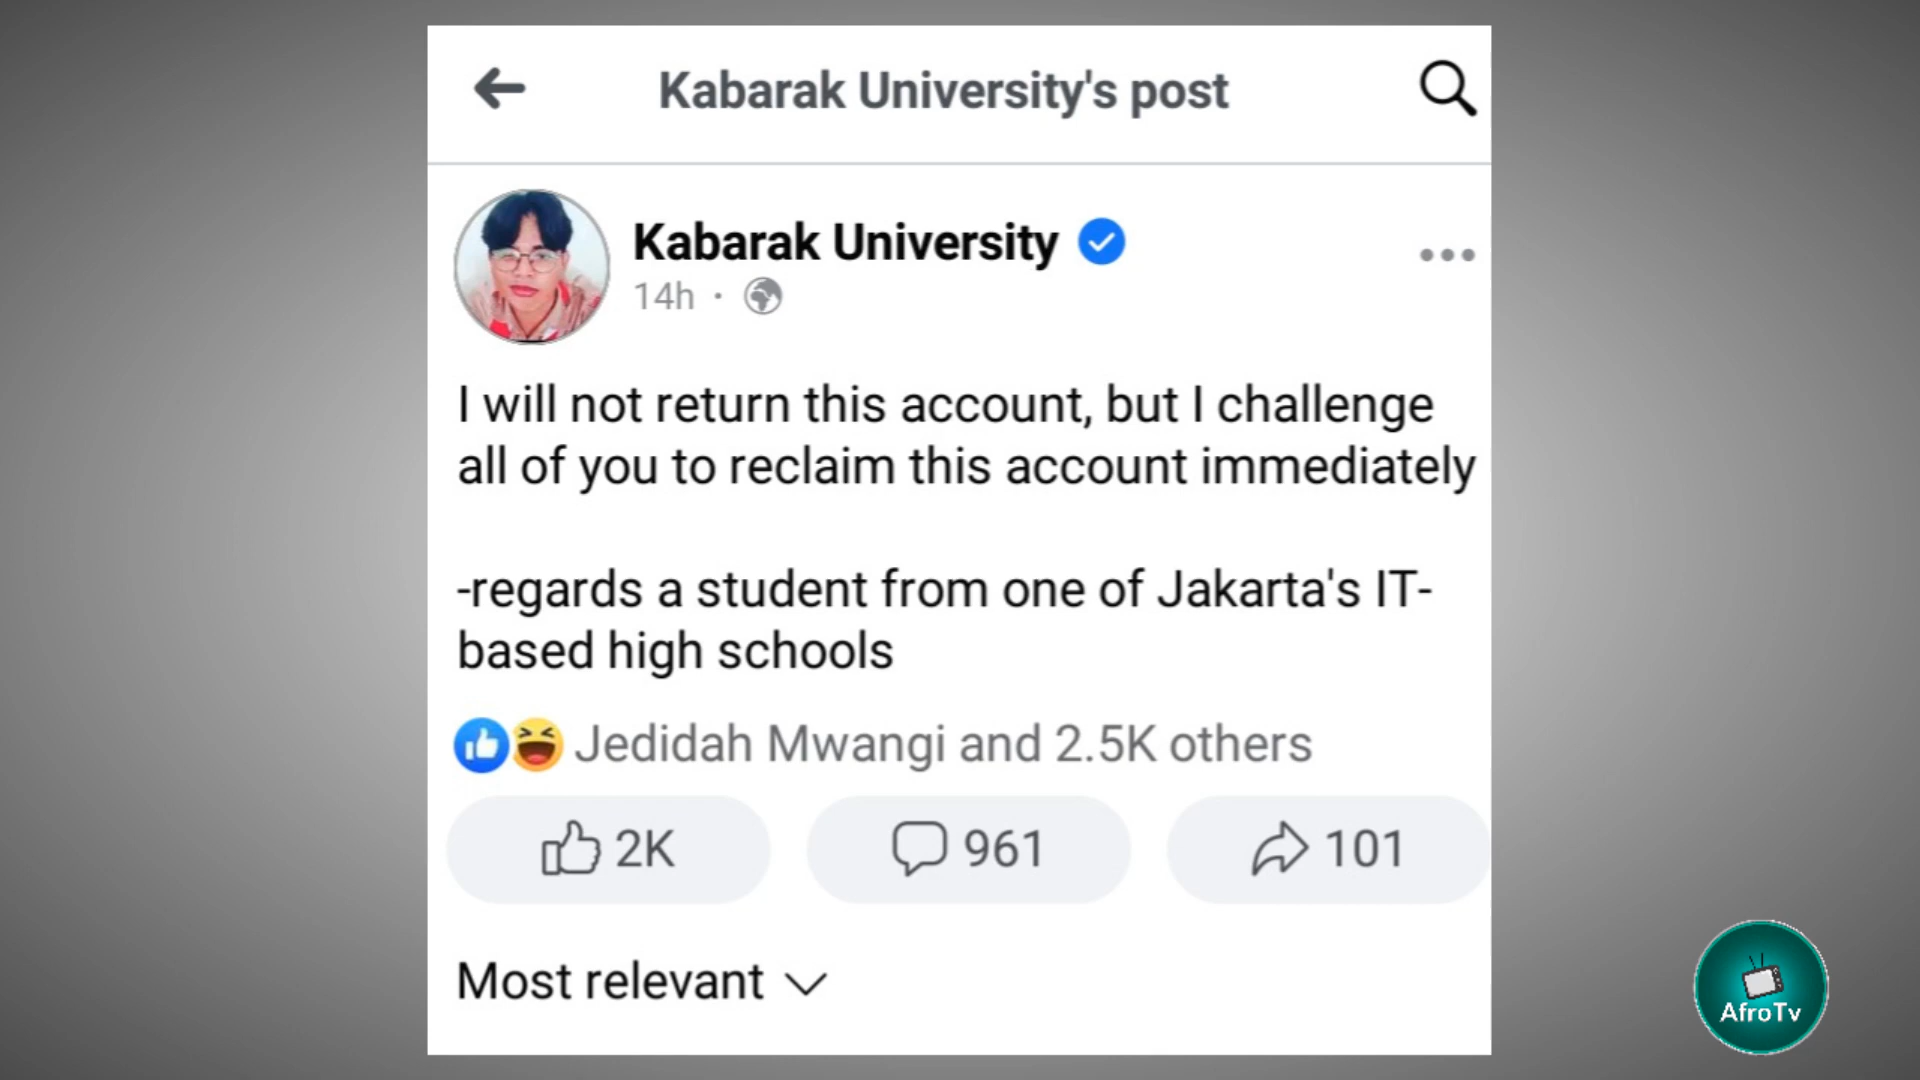 Kabarak University's post
Kabarak University
14h ·
I will not return this account, but I challenge
all of you to reclaim this account immediately
-regards a student from one of Jakarta's IT-
based high schools
Jedidah Mwangi and 2.5K others
2K 961 101
Most relevant
AfroTv